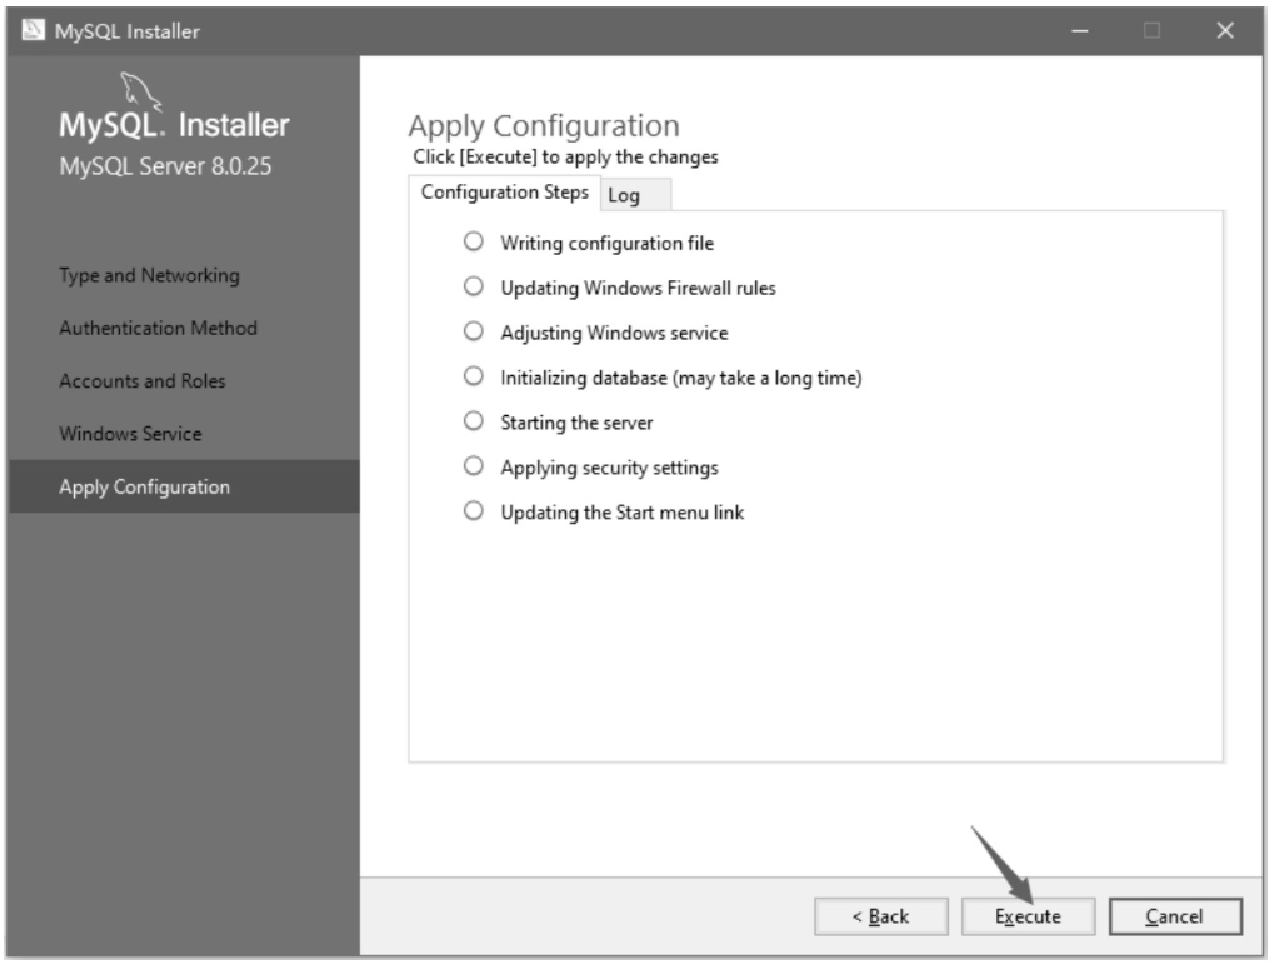 MySQL Installer
MySQL. Installer
MySQL Server 8.0.25
Type and Networking
Authentication Method
Accounts and Roles
Windows Service
Apply Configuration
Apply Configuration
Click [Execute] to apply the changes
Configuration Steps Log
Writing configuration file
Updating Windows Firewall rules
Adjusting Windows service
Initializing database (may take a long time)
Starting the server
Applying security settings
Updating the Start menu link
< Back Execute Cancel